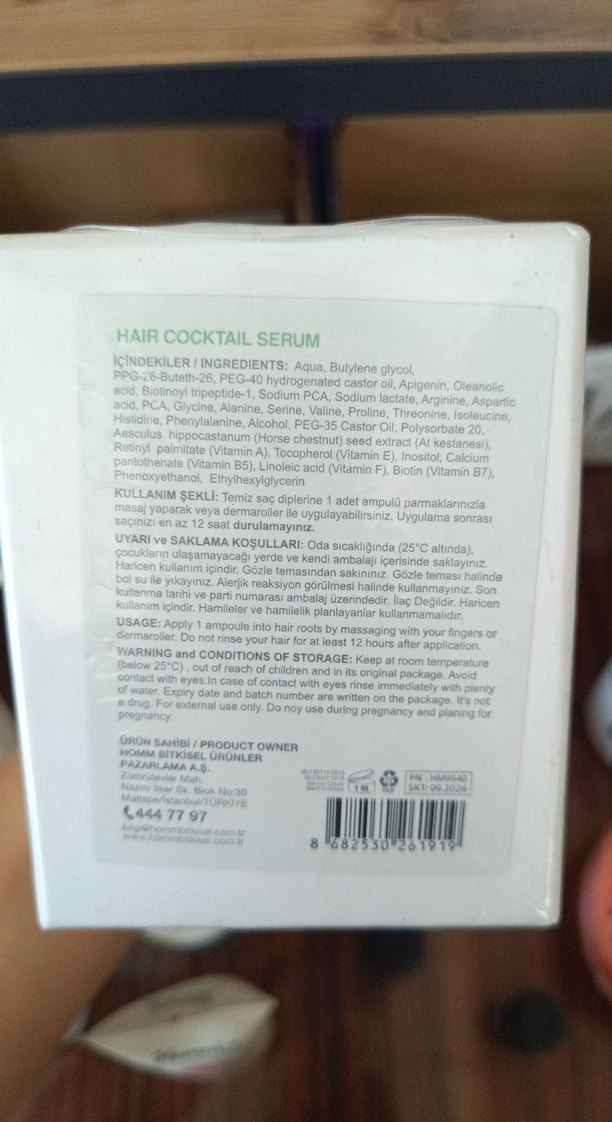 HAIR COCKTAIL SERUM
İÇİNDEKİLER / INGREDIENTS: Aqua, Butylene glycol,
PPG-26-Buteth-26, PEG-40 hydrogenated castor oil, Apigenin, Oleanolic
acid, Biotinoyl tripeptide-1, Sodium PCA, Sodium lactate, Arginine, Aspartic
acid, PCA, Glycine, Alanine, Serine, Valine, Proline, Threonine, Isoleucine,
Histidine, Phenylalanine, Alcohol, PEG-35 Castor Oil, Polysorbate 20,
Aesculus hippocastanum (Horse chestnut) seed extract (At kestanesi),
Retinyl palmitate (Vitamin A), Tocopherol (Vitamin E), Inositol, Calcium
pantothenate (Vitamin B5), Linoleic acid (Vitamin F), Biotin (Vitamin B7),
Phenoxyethanol, Ethylhexylglycerin
KULLANIM ŞEKLİ: Temiz saç diplerine 1 adet ampulü parmaklarınızla
masaj yaparak veya dermaroller ile uygulayabilirsiniz. Uygulama sonrası
saçınızı en az 12 saat durulamayınız.
UYARI ve SAKLAMA KOŞULLARI: Oda sıcaklığında (25°C altında),
çocukların ulaşamayacağı yerde ve kendi ambalajı içerisinde saklayınız.
Haricen kullanım içindir. Gözle temasından sakınınız. Gözle teması halinde
bol su ile yıkayınız. Alerjik reaksiyon görülmesi halinde kullanmayınız. Son
kullanma tarihi ve parti numarası ambalaj üzerindedir. İlaç Değildir. Haricen
kullanım içindir. Hamileler ve hamilelik planlayanlar kullanmamalıdır.
USAGE: Apply 1 ampoule into hair roots by massaging with your fingers or
dermaroller. Do not rinse your hair for at least 12 hours after application.
WARNING and CONDITIONS OF STORAGE: Keep at room temperature
(below 25°C) , out of reach of children and in its original package. Avoid
contact with eyes.In case of contact with eyes rinse immediately with plenty
of water. Expiry date and batch number are written on the package. It's not
a drug. For external use only. Do noy use during pregnancy and planing for
pregnancy.
ÜRÜN SAHİBİ / PRODUCT OWNER
HOMM BİTKİSEL ÜRÜNLER
PAZARLAMA A.Ş.
Zümrütevler Mah.
Nazmi İlker Sk. Blok No:30
Maltepe/İstanbul/TÜRKİYE
444 77 97
bilgi@hommbitkisel.com.tr
www.hommbitkisel.com.tr
1 M
PAP
PN : HM9540
SKT: 09.2026
8 682530 261919